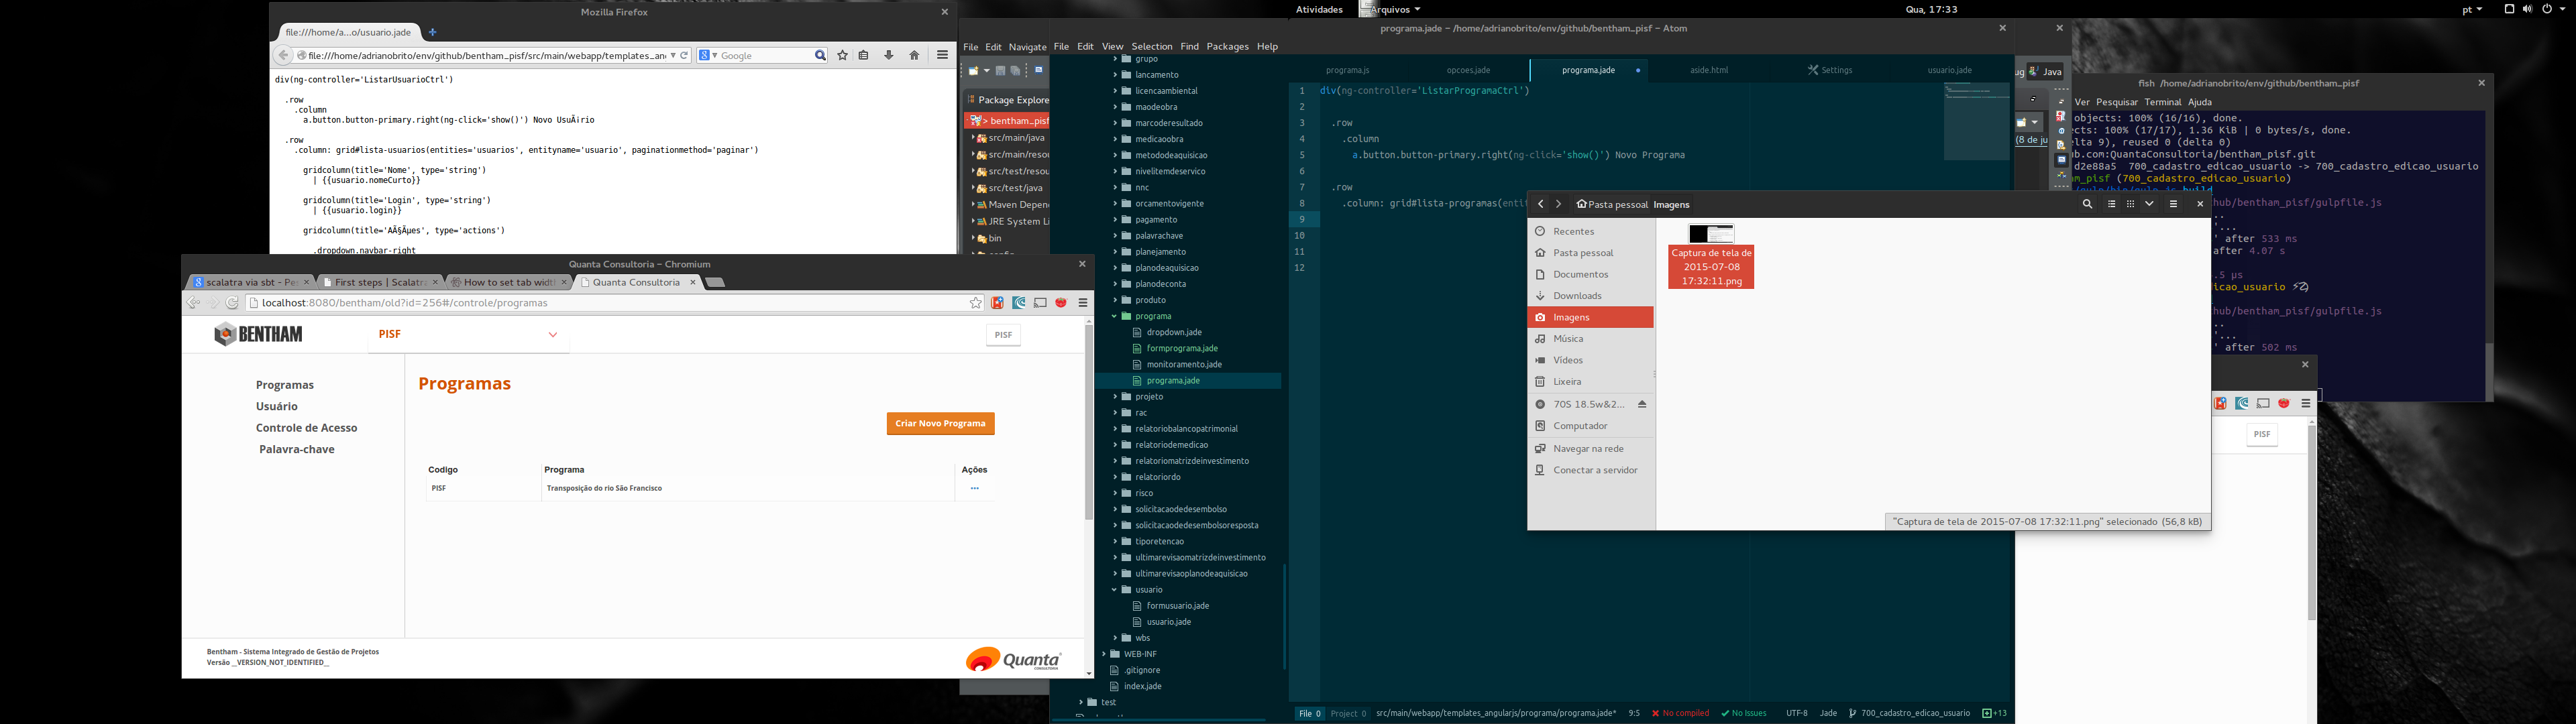 Atividades
Arquivos
Qua, 17:33
pt
Mozilla Firefox
file:///home/a...o/usuario.jade
file:///home/adrianobrito/env/github/bentham_pisf/src/main/webapp/templates_an
Google
div(ng-controller='ListarUsuarioCtrl')
.row
.column
a.button.button-primary.right(ng-click='show()') Novo UsuÃ¡rio
.row
.column: grid#lista-usuarios(entities='usuarios', entityname='usuario', paginationmethod='paginar')
gridcolumn(title='Nome', type='string')
| {{usuario.nomeCurto}}
gridcolumn(title='Login', type='string')
| {{usuario.login}}
gridcolumn(title='AÃ§Ãµes', type='actions')
.dropdown.navbar-right
Quanta Consultoria – Chromium
scalatra via sbt - Pes
First steps | Scalatra
How to set tab width
Quanta Consultoria
localhost:8080/bentham/old?id=256#/controle/programas
BENTHAM
PISF
PISF
Programas
Usuário
Controle de Acesso
Palavra-chave
Programas
Criar Novo Programa
Codigo Programa Ações
PISF Transposição do rio São Francisco ...
Bentham - Sistema Integrado de Gestão de Projetos
Versão __VERSION_NOT_IDENTIFIED__
Quanta
CONSULTORIA
File Edit Navigate
Package Explore
> bentham_pisf
src/main/java
src/main/resou
src/test/resou
src/test/java
Maven Depend
JRE System Li
bin
programa.jade – /home/adrianobrito/env/github/bentham_pisf – Atom
File Edit View Selection Find Packages Help
grupo
lancamento
licencaambiental
maodeobra
marcoderesultado
medicaoobra
metododeaquisicao
nivelitemdeservico
nnc
orcamentovigente
pagamento
palavrachave
planejamento
planodeaquisicao
planodeconta
produto
programa
dropdown.jade
formprograma.jade
monitoramento.jade
programa.jade
projeto
rac
relatoriobalancopatrimonial
relatoriodemedicao
relatoriomatrizdeinvestimento
relatoriordo
risco
solicitacaodedesembolso
solicitacaodedesembolsoresposta
tiporetencao
ultimarevisaomatrizdeinvestimento
ultimarevisaoplanodeaquisicao
usuario
formusuario.jade
usuario.jade
wbs
WEB-INF
.gitignore
index.jade
test
programa.js opcoes.jade programa.jade aside.html Settings usuario.jade
1 div(ng-controller='ListarProgramaCtrl')
2
3 .row
4 .column
5 a.button.button-primary.right(ng-click='show()') Novo Programa
6
7 .row
8 .column: grid#lista-programas(enti
9
10
11
12
File 0 Project 0 src/main/webapp/templates_angularjs/programa/programa.jade* 9:5 No compiled No Issues UTF-8 Jade 700_cadastro_edicao_usuario +13
Pasta pessoal Imagens
Recentes
Pasta pessoal
Documentos
Downloads
Imagens
Música
Vídeos
Lixeira
70S 18.5w&2...
Computador
Navegar na rede
Conectar a servidor
Captura de tela de
2015-07-08
17:32:11.png
"Captura de tela de 2015-07-08 17:32:11.png" selecionado (56,8 kB)
ug Java
(8 de ju
fish /home/adrianobrito/env/github/bentham_pisf
Ver Pesquisar Terminal Ajuda
objects: 100% (16/16), done.
ects: 100% (17/17), 1.36 KiB | 0 bytes/s, done.
delta 9), reused 0 (delta 0)
ub.com:QuantaConsultoria/bentham_pisf.git
d2e88a5 700_cadastro_edicao_usuario -> 700_cadastro_edicao_usuario
am_pisf (700_cadastro_edicao_usuario)
hub/bentham_pisf/gulpfile.js
..
'...
' after 533 ms
after 4.07 s
.5 µs
dicao_usuario
hub/bentham_pisf/gulpfile.js
..
'...
' after 502 ms
PISF